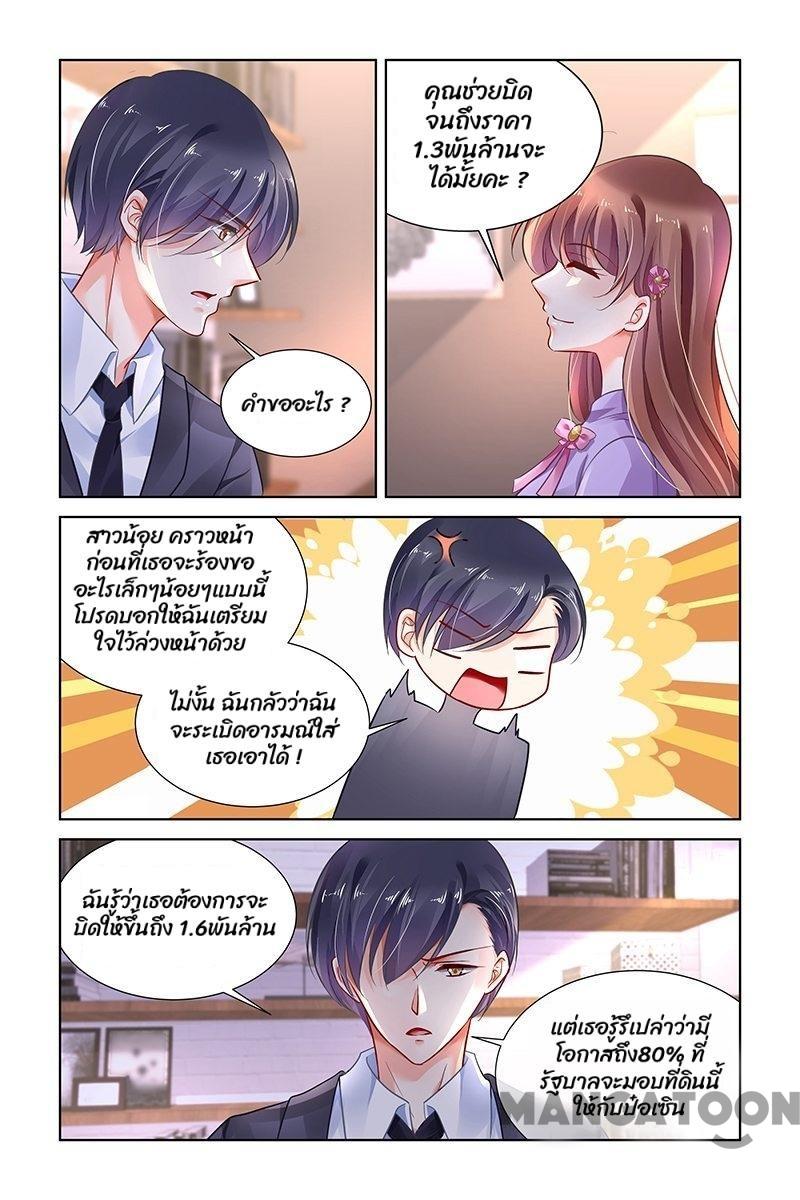 คำขออะไร ?
คุณช่วยบิด
จนถึงราคา
1.3พันล้านจะ
ได้มั้ยคะ ?
สาวน้อย คราวหน้า
ก่อนที่เธอจะร้องขอ
อะไรเล็กๆน้อยๆแบบนี้
โปรดบอกให้ฉันเตรียม
ใจไว้ล่วงหน้าด้วย
ไม่งั้น ฉันกลัวว่าฉัน
จะระเบิดอารมณ์ใส่
เธอเอาได้ !
ฉันรู้ว่าเธอต้องการจะ
บิดให้ขึ้นถึง 1.6พันล้าน
แต่เธอรู้รึเปล่าว่ามี
โอกาสถึง80% ที่
รัฐบาลจะมอบที่ดินนี้
ให้กับป๋อเซิน
MANGATOON